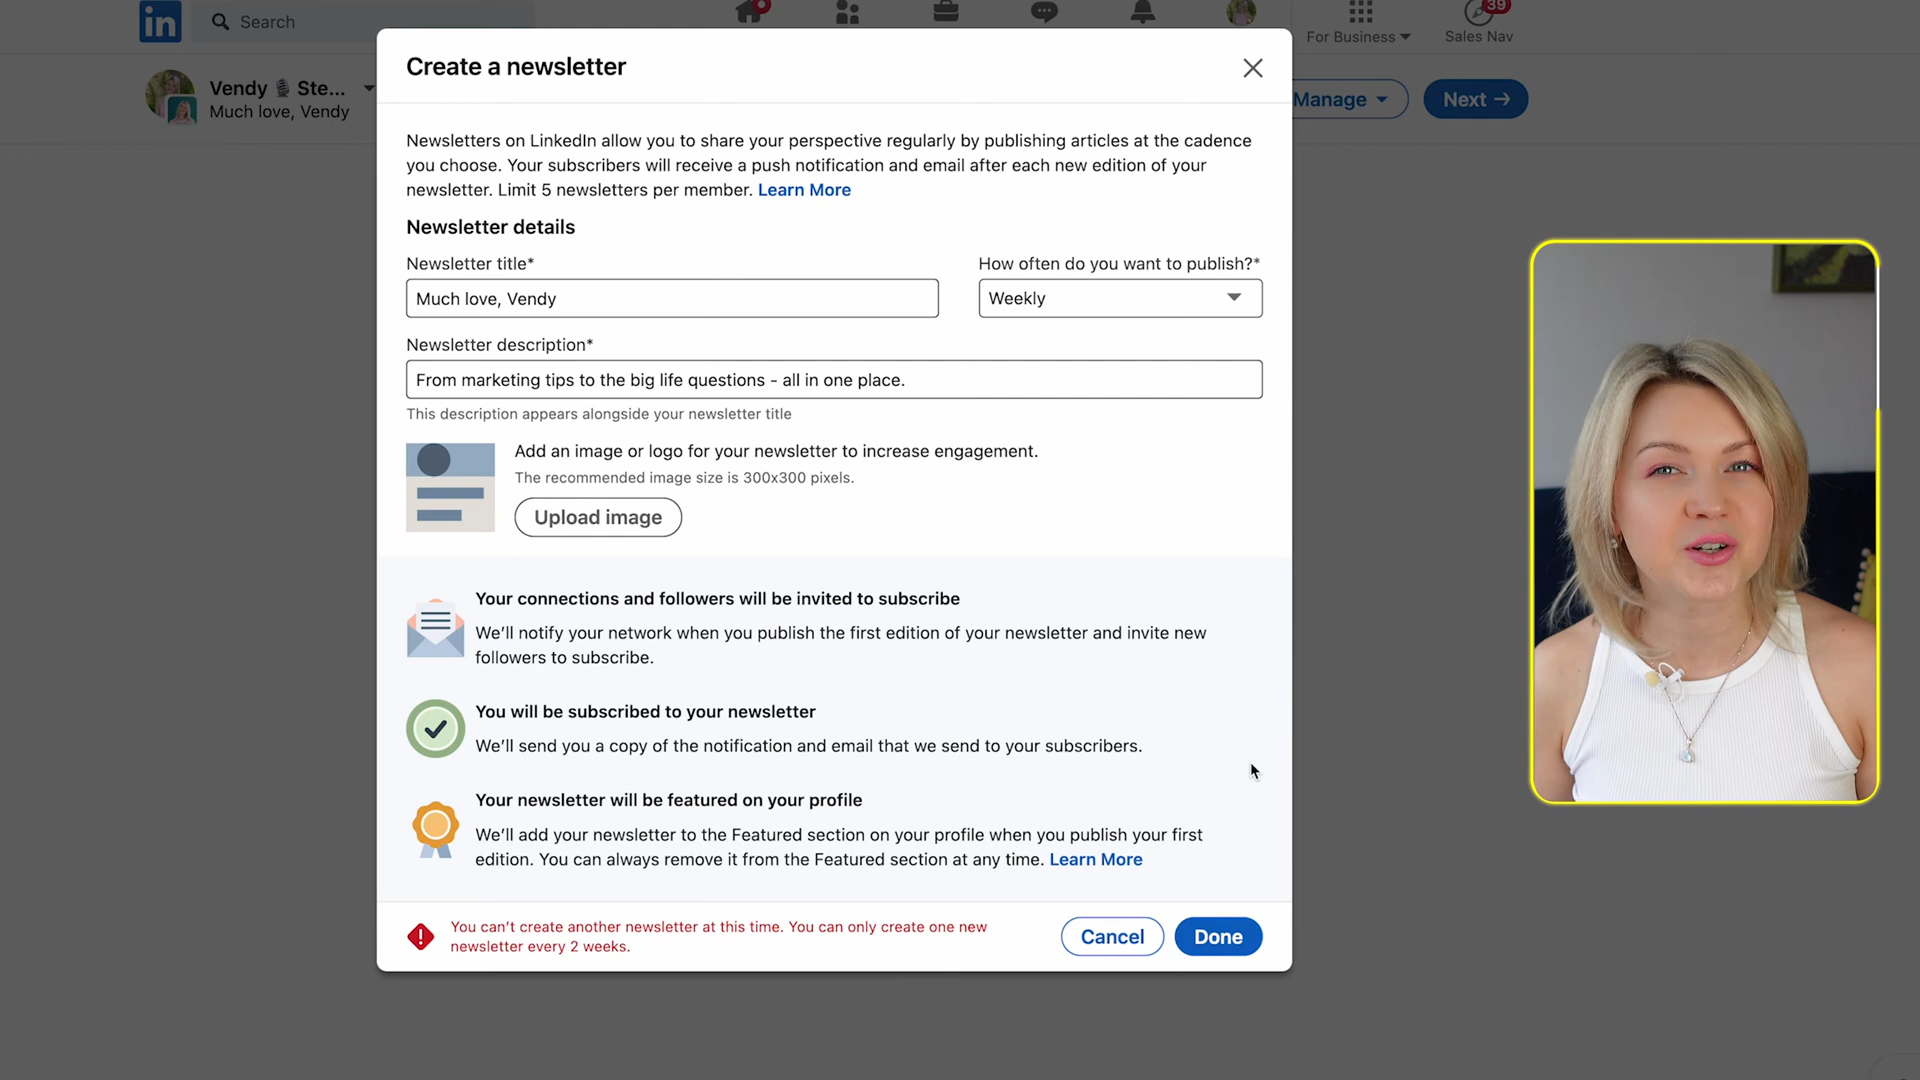 in
Search
For Business
39
Sales Nav
Vendy 🎙 Ste...
Much love, Vendy
Manage
Next →
Create a newsletter
Newsletters on LinkedIn allow you to share your perspective regularly by publishing articles at the cadence
you choose. Your subscribers will receive a push notification and email after each new edition of your
newsletter. Limit 5 newsletters per member. Learn More
Newsletter details
Newsletter title*
How often do you want to publish?*
Much love, Vendy
Weekly
Newsletter description*
From marketing tips to the big life questions - all in one place.
This description appears alongside your newsletter title
Add an image or logo for your newsletter to increase engagement.
The recommended image size is 300x300 pixels.
Upload image
Your connections and followers will be invited to subscribe
We’ll notify your network when you publish the first edition of your newsletter and invite new
followers to subscribe.
You will be subscribed to your newsletter
We’ll send you a copy of the notification and email that we send to your subscribers.
Your newsletter will be featured on your profile
We’ll add your newsletter to the Featured section on your profile when you publish your first
edition. You can always remove it from the Featured section at any time. Learn More
You can’t create another newsletter at this time. You can only create one new
newsletter every 2 weeks.
Cancel
Done